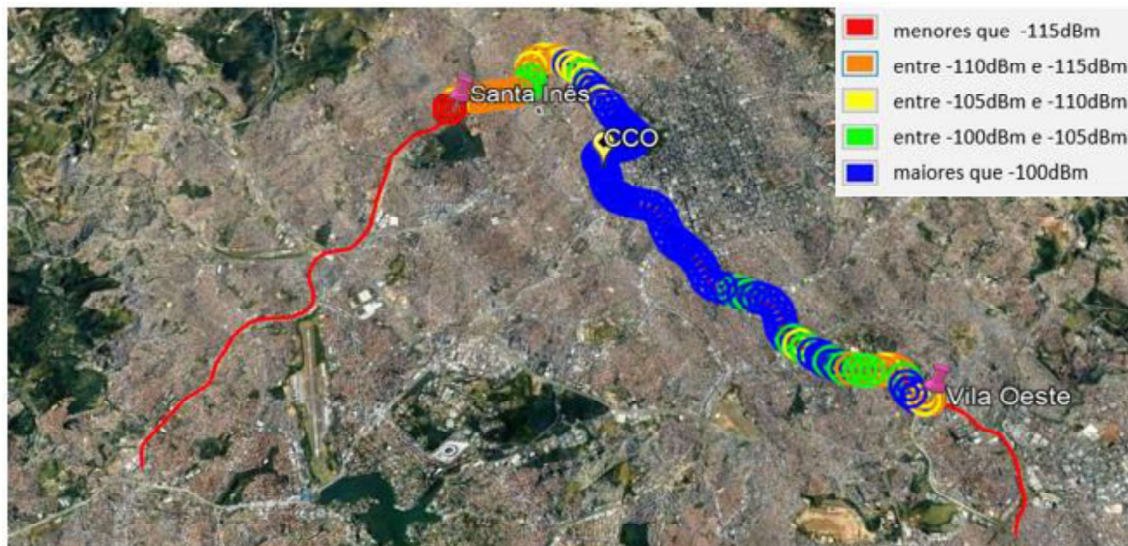 menores que -115dBm
entre -110dBm e -115dBm
entre -105dBm e -110dBm
entre -100dBm e -105dBm
maiores que -100dBm
Santa Inês
CCO
Vila Oeste